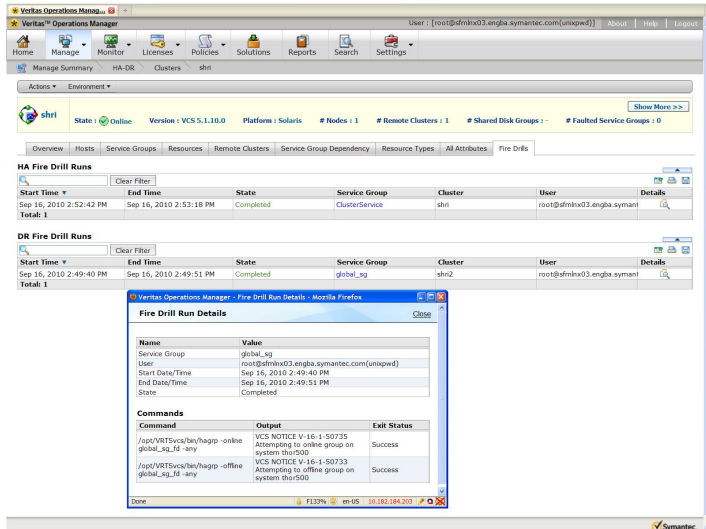 Veritas Operations Manag...
Veritas™ Operations Manager
User : [root@sfmlnx03.engba.symantec.com(unixpwd)] About Help Logout
Home Manage Monitor Licenses Policies Solutions Reports Search Settings
Manage Summary HA-DR Clusters shri
Actions Environment
Show More >>
shri State : Online Version : VCS 5.1.10.0 Platform : Solaris # Nodes : 1 # Remote Clusters : 1 # Shared Disk Groups : - # Faulted Service Groups : 0
Overview Hosts Service Groups Resources Remote Clusters Service Group Dependency Resource Types All Attributes Fire Drills
HA Fire Drill Runs
Clear Filter
Start Time End Time State Service Group Cluster User Details
Sep 16, 2010 2:52:42 PM Sep 16, 2010 2:53:18 PM Completed ClusterService shri root@sfmlnx03.engba.symant
Total: 1
DR Fire Drill Runs
Clear Filter
Start Time End Time State Service Group Cluster User Details
Sep 16, 2010 2:49:40 PM Sep 16, 2010 2:49:51 PM Completed global_sg shri2 root@sfmlnx03.engba.symant
Total: 1
Veritas Operations Manager - Fire Drill Run Details - Mozilla Firefox
Fire Drill Run Details Close
Name Value
Service Group global_sg
User root@sfmlnx03.engba.symantec.com(unixpwd)
Start Date/Time Sep 16, 2010 2:49:40 PM
End Date/Time Sep 16, 2010 2:49:51 PM
State Completed
Commands
Command Output Exit Status
/opt/VRTSvcs/bin/hagrp -online global_sg_fd -any
VCS NOTICE V-16-1-50735
Attempting to online group on
system thor500
Success
/opt/VRTSvcs/bin/hagrp -offline global_sg_fd -any
VCS NOTICE V-16-1-50733
Attempting to offline group on
system thor500
Success
Done F133% en-US 10.182.184.203
Symantec